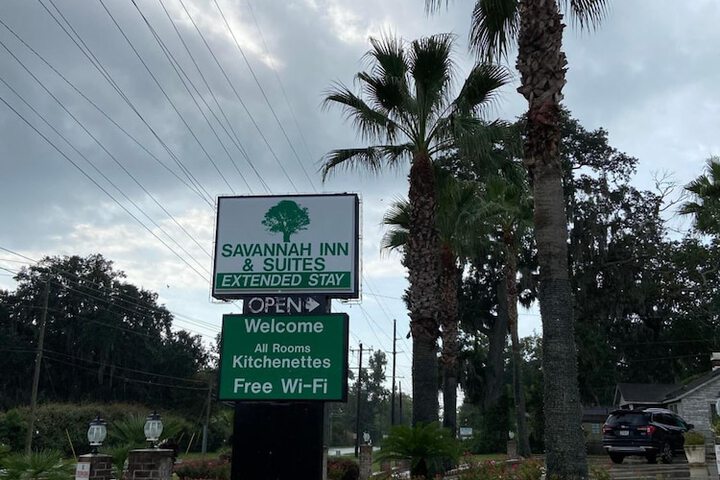 SAVANNAH INN
& SUITES
EXTENDED STAY
OPEN
Welcome
All Rooms
Kitchenettes
Free Wi-Fi